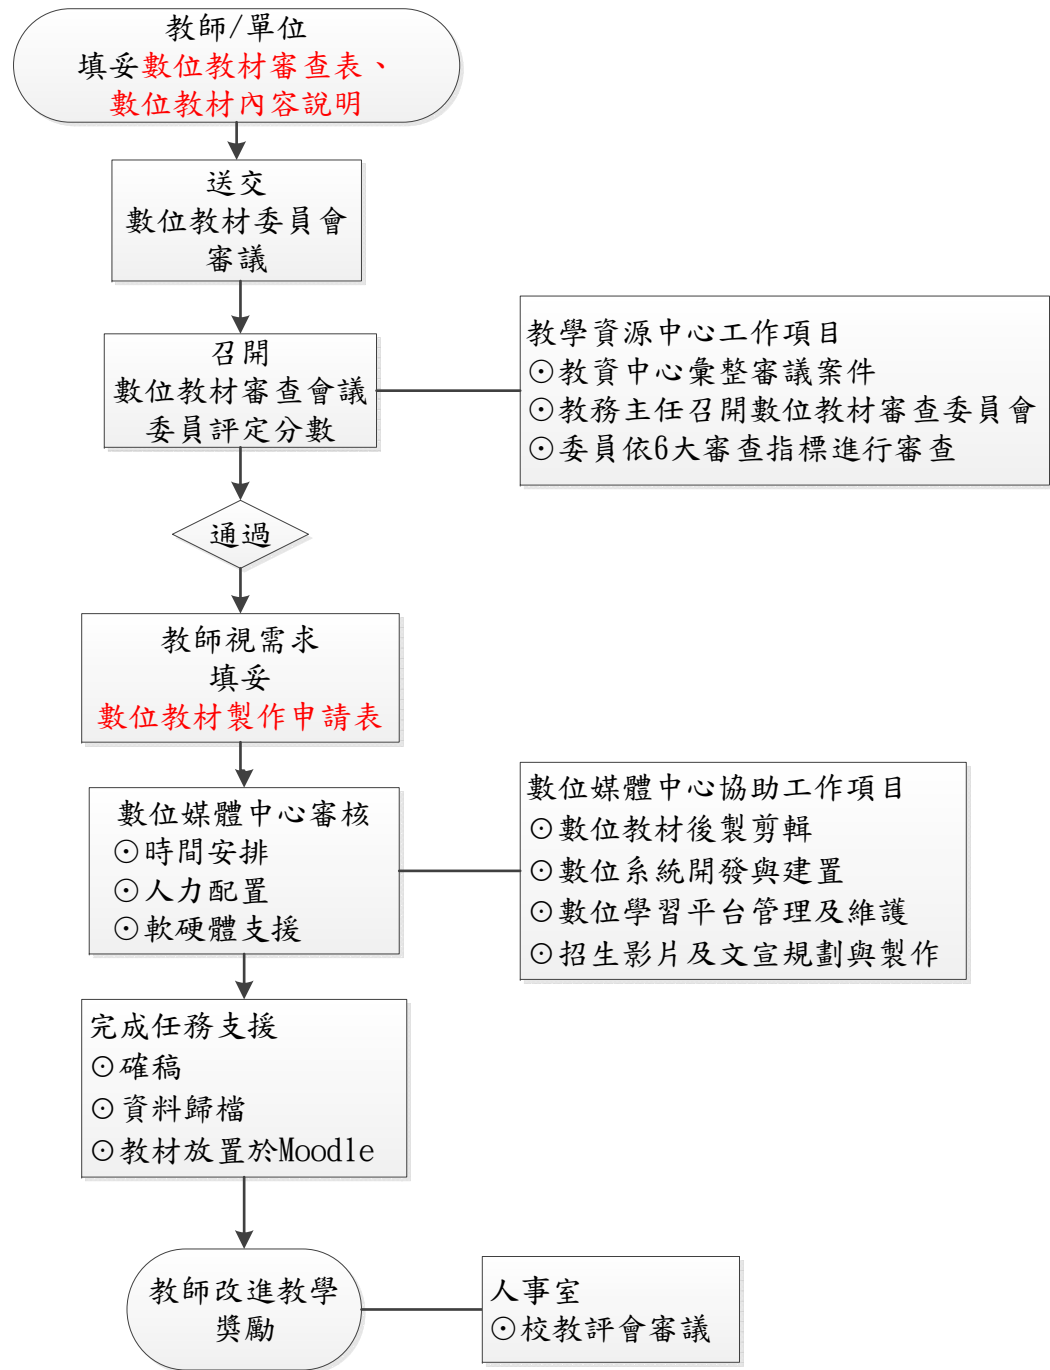 教師/單位
填妥數位教材審查表、
數位教材內容說明
送交
數位教材委員會
審議
召開
數位教材審查會議
委員評定分數
教學資源中心工作項目
⊙教資中心彙整審議案件
⊙教務主任召開數位教材審查委員會
⊙委員依6大審查指標進行審查
通過
教師視需求
填妥
數位教材製作申請表
數位媒體中心審核
⊙時間安排
⊙人力配置
⊙軟硬體支援
數位媒體中心協助工作項目
⊙數位教材後製剪輯
⊙數位系統開發與建置
⊙數位學習平台管理及維護
⊙招生影片及文宣規劃與製作
完成任務支援
⊙確稿
⊙資料歸檔
⊙教材放置於Moodle
教師改進教學
獎勵
人事室
⊙校教評會審議